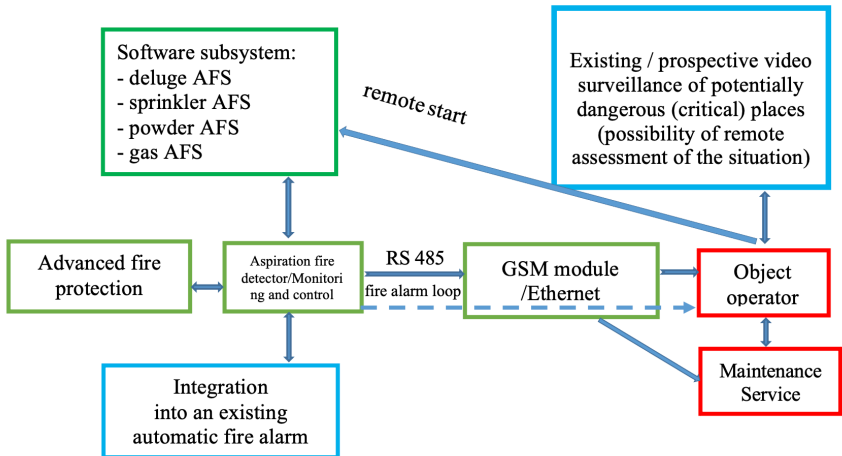 Software subsystem:
- deluge AFS
- sprinkler AFS
- powder AFS
- gas AFS
remote start
Existing / prospective video
surveillance of potentially
dangerous (critical) places
(possibility of remote
assessment of the situation)
Advanced fire
protection
Aspiration fire
detector/Monitori
ng and control
RS 485
fire alarm loop
GSM module
/Ethernet
Object
operator
Maintenance
Service
Integration
into an existing
automatic fire alarm